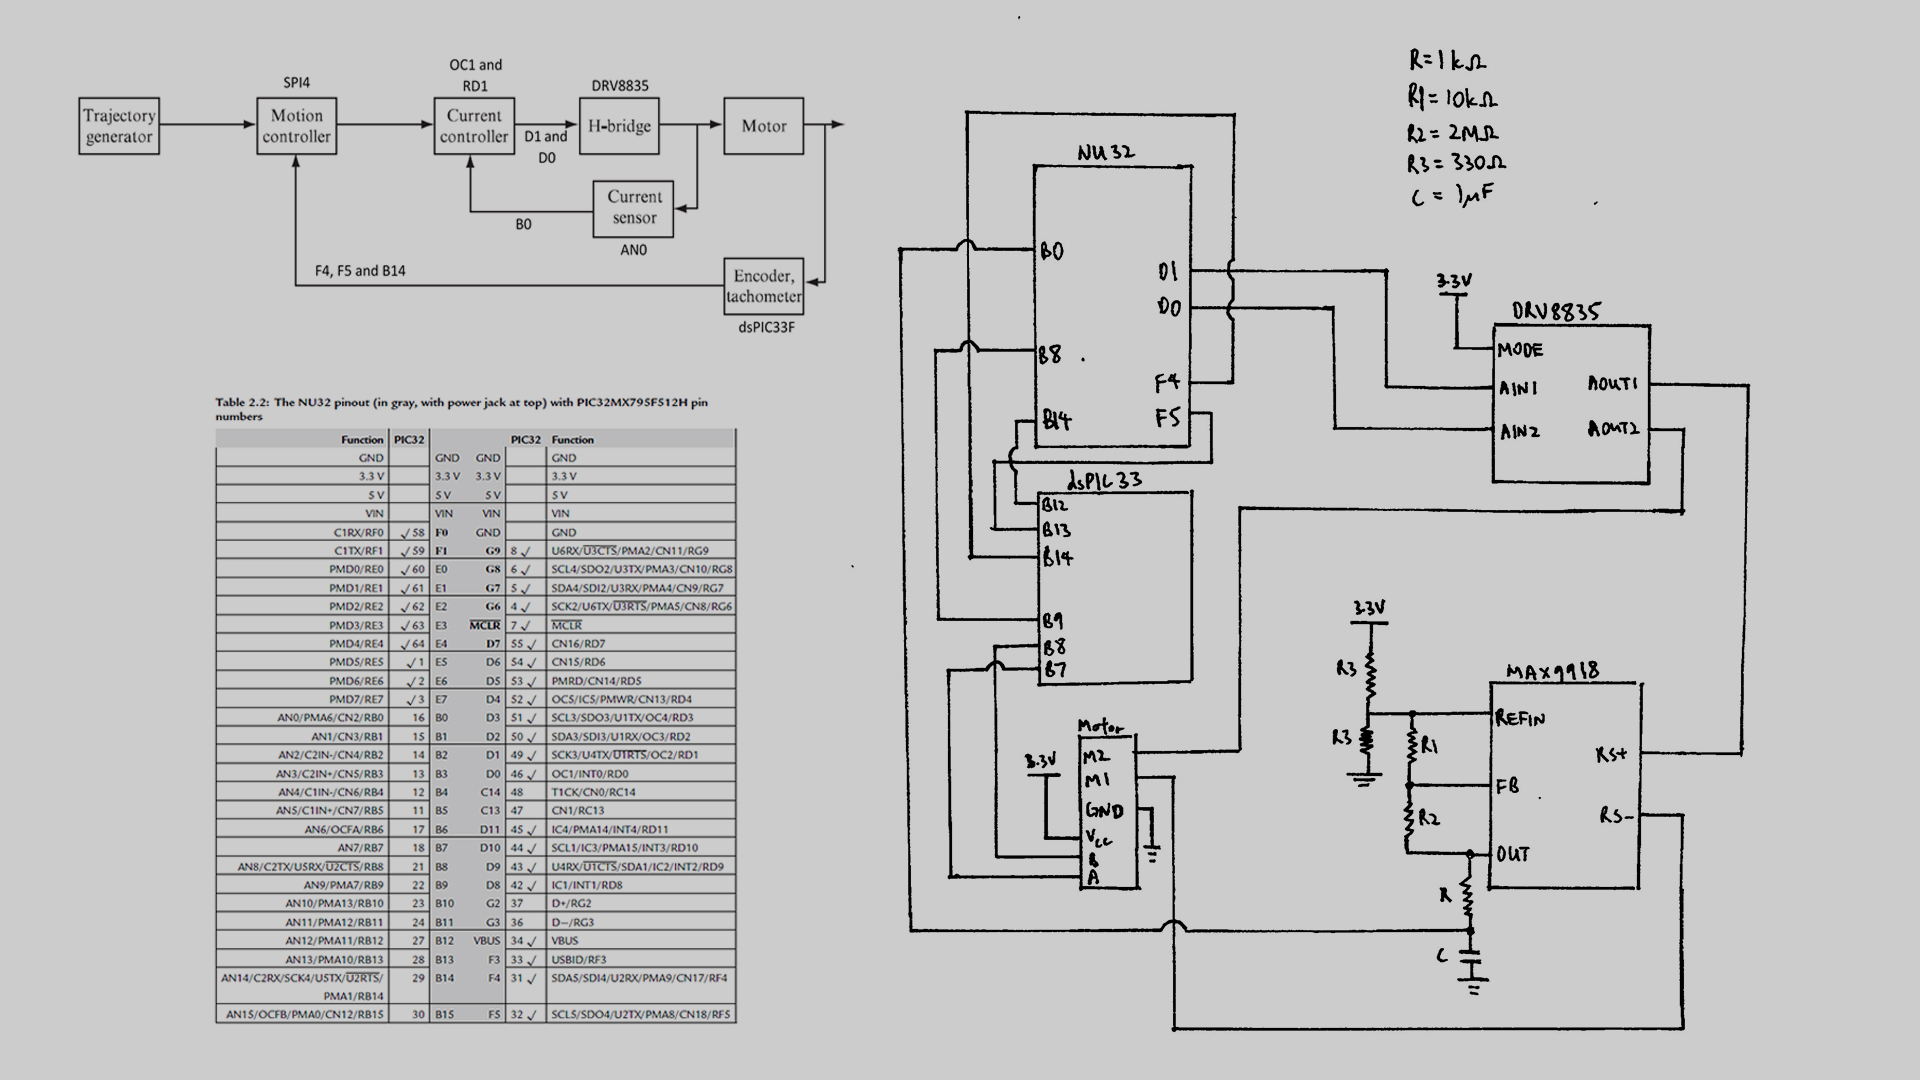 OC1 and
RD1
SPI4
DRV8835
Trajectory
generator
Motion
controller
Current
controller
D1 and
D0
H-bridge
Motor
Current
sensor
B0
AN0
F4, F5 and B14
Encoder,
tachometer
dsPIC33F
Table 2.2: The NU32 pinout (in gray, with power jack at top) with PIC32MX795F512H pin
numbers
Function PIC32 PIC32 Function
GND GND GND GND
3.3 V 3.3 V 3.3 V 3.3 V
5 V 5 V 5 V 5 V
VIN VIN VIN VIN
C1RX/RF0 ✓58 F0 GND GND
C1TX/RF1 ✓59 F1 G9 8✓ U6RX/U3CTS/PMA2/CN11/RG9
PMD0/RE0 ✓60 E0 G8 6✓ SCL4/SDO2/U3TX/PMA3/CN10/RG8
PMD1/RE1 ✓61 E1 G7 5✓ SDA4/SDI2/U3RX/PMA4/CN9/RG7
PMD2/RE2 ✓62 E2 G6 4✓ SCK2/U6TX/U3RTS/PMA5/CN8/RG6
PMD3/RE3 ✓63 E3 MCLR 7✓ MCLR
PMD4/RE4 ✓64 E4 D7 55✓ CN16/RD7
PMD5/RE5 ✓1 E5 D6 54✓ CN15/RD6
PMD6/RE6 ✓2 E6 D5 53✓ PMRD/CN14/RD5
PMD7/RE7 ✓3 E7 D4 52✓ OC5/IC5/PMWR/CN13/RD4
AN0/PMA6/CN2/RB0 16 B0 D3 51✓ SCL3/SDO3/U1TX/OC4/RD3
AN1/CN3/RB1 15 B1 D2 50✓ SDA3/SDI3/U1RX/OC3/RD2
AN2/C2IN-/CN4/RB2 14 B2 D1 49✓ SCK3/U4TX/U1RTS/OC2/RD1
AN3/C2IN+/CN5/RB3 13 B3 D0 46✓ OC1/INT0/RD0
AN4/C1IN-/CN6/RB4 12 B4 C14 48 T1CK/CN0/RC14
AN5/C1IN+/CN7/RB5 11 B5 C13 47 CN1/RC13
AN6/OCFA/RB6 17 B6 D11 45✓ IC4/PMA14/INT4/RD11
AN7/RB7 18 B7 D10 44✓ SCL1/IC3/PMA15/INT3/RD10
AN8/C2TX/U5RX/U2CTS/RB8 21 B8 D9 43✓ U4RX/U1CTS/SDA1/IC2/INT2/RD9
AN9/PMA7/RB9 22 B9 D8 42✓ IC1/INT1/RD8
AN10/PMA13/RB10 23 B10 G2 37 D+/RG2
AN11/PMA12/RB11 24 B11 G3 36 D−/RG3
AN12/PMA11/RB12 27 B12 VBUS 34✓ VBUS
AN13/PMA10/RB13 28 B13 F3 33✓ USBID/RF3
AN14/C2RX/SCK4/U5TX/U2RTS/ 29 B14 F4 31✓ SDA5/SDI4/U2RX/PMA9/CN17/RF4
PMA1/RB14
AN15/OCFB/PMA0/CN12/RB15 30 B15 F5 32✓ SCL5/SDO4/U2TX/PMA8/CN18/RF5
R=1kΩ
R1=10kΩ
R2=2MΩ
R3=330Ω
C=1μF
NU32
B0
D1
D0
B8
F4
B14
F5
3.3V
DRV8835
MODE
AIN1
AOUT1
AIN2
AOUT2
dsPIC33
B12
B13
B14
B9
B8
B7
Motor
3.3V
M2
M1
GND
Vcc
B
A
3.3V
R3
R3
R1
R2
MAX9918
REFIN
RS+
FB
RS-
OUT
R
C